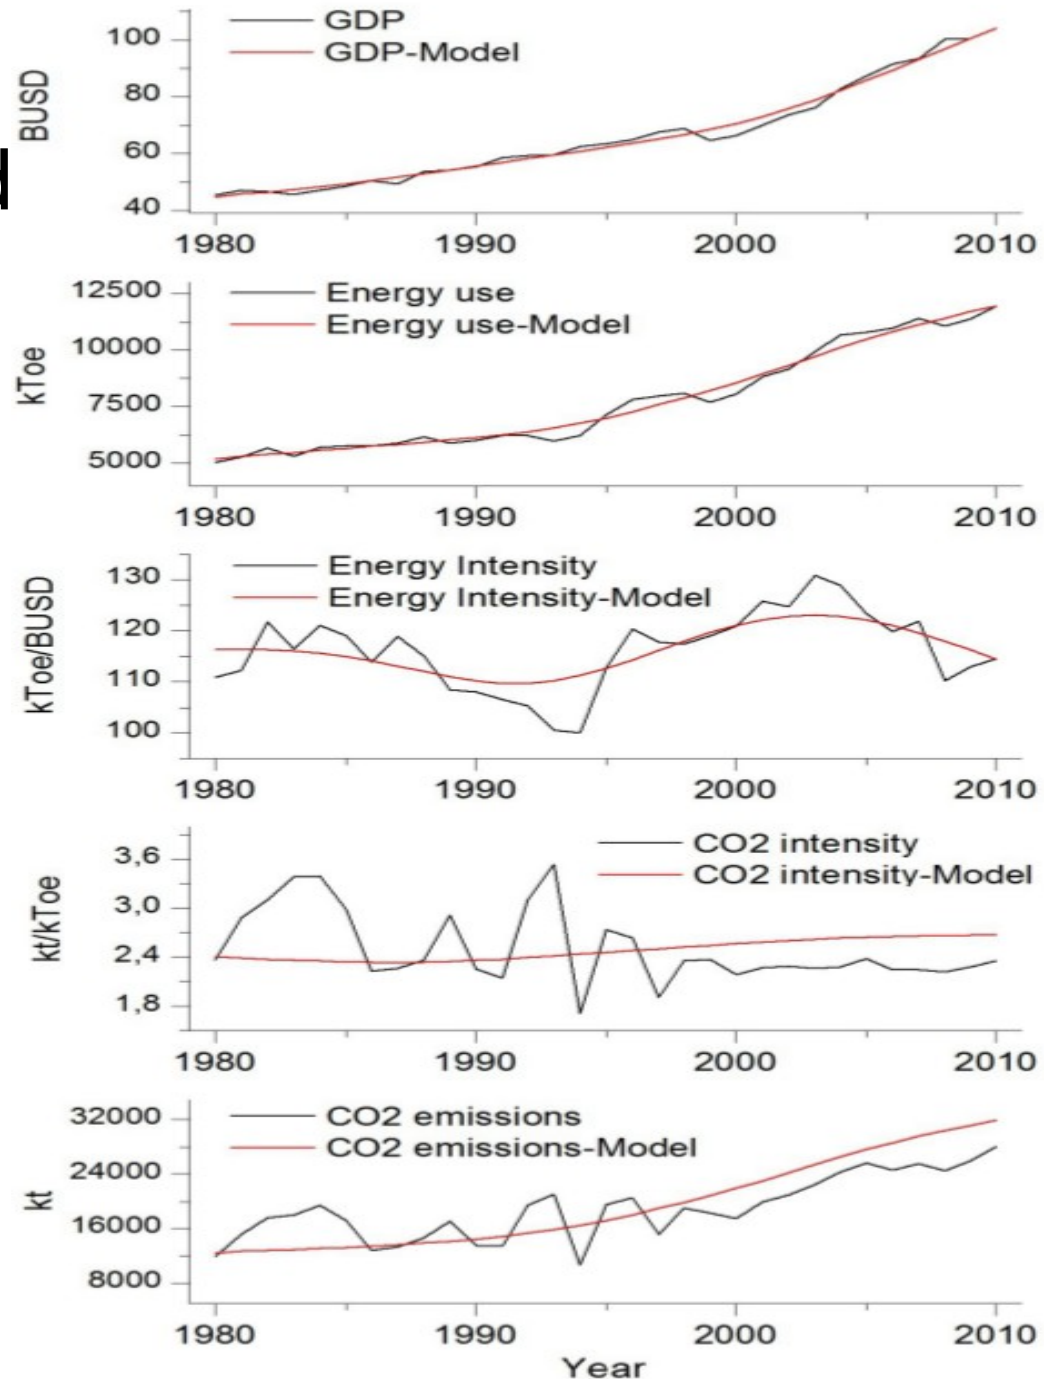 GDP
GDP-Model
BUSD
100
80
60
40
1980 1990 2000 2010
Energy use
Energy use-Model
kToe
12500
10000
7500
5000
1980 1990 2000 2010
Energy Intensity
Energy Intensity-Model
kToe/BUSD
130
120
110
100
1980 1990 2000 2010
CO2 intensity
CO2 intensity-Model
kt/kToe
3,6
3,0
2,4
1,8
1980 1990 2000 2010
CO2 emissions
CO2 emissions-Model
kt
32000
24000
16000
8000
1980 1990 2000 2010
Year